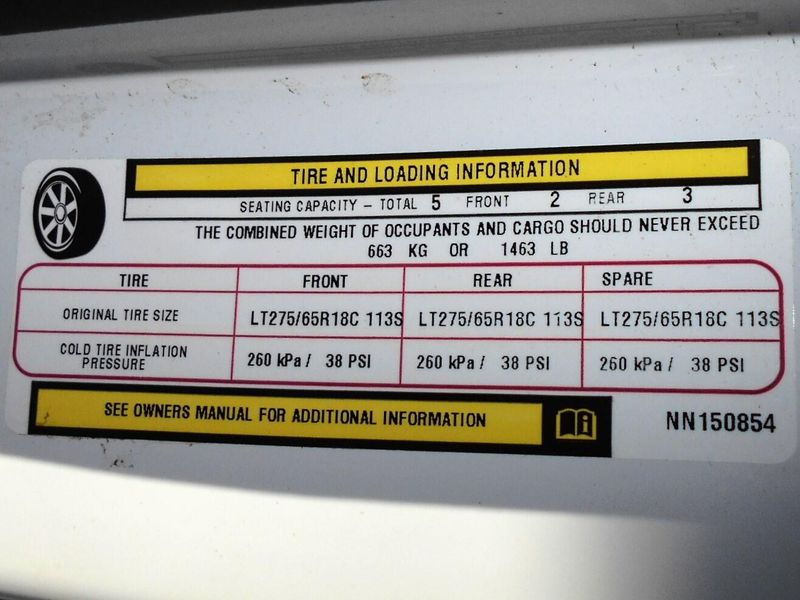 TIRE AND LOADING INFORMATION
SEATING CAPACITY – TOTAL 5 FRONT 2 REAR 3
THE COMBINED WEIGHT OF OCCUPANTS AND CARGO SHOULD NEVER EXCEED
663 KG OR 1463 LB
TIRE FRONT REAR SPARE
ORIGINAL TIRE SIZE LT275/65R18C 113S LT275/65R18C 113S LT275/65R18C 113S
COLD TIRE INFLATION PRESSURE 260 kPa / 38 PSI 260 kPa / 38 PSI 260 kPa / 38 PSI
SEE OWNERS MANUAL FOR ADDITIONAL INFORMATION
NN150854